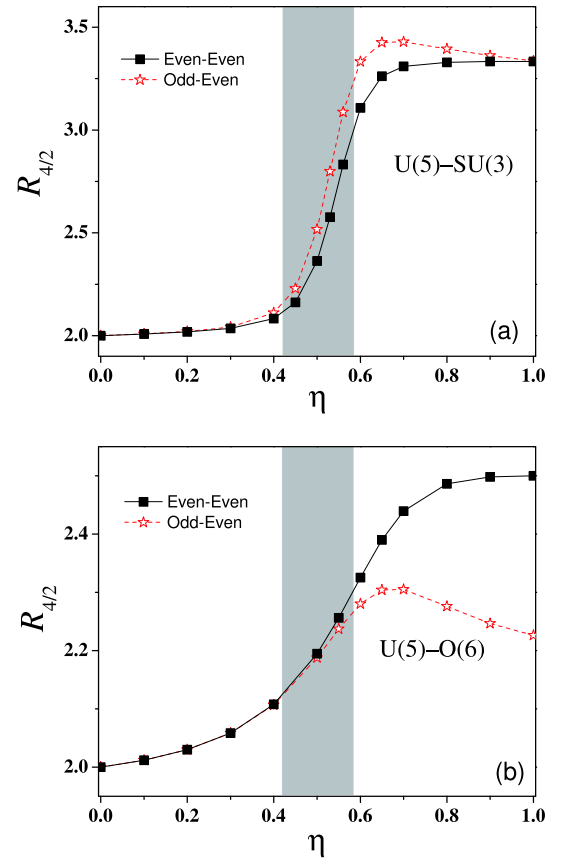 3.5
3.0
2.5
2.0
R4/2
Even-Even
Odd-Even
U(5)–SU(3)
(a)
0.0 0.2 0.4 0.6 0.8 1.0
η
2.4
2.2
2.0
R4/2
Even-Even
Odd-Even
U(5)–O(6)
(b)
0.0 0.2 0.4 0.6 0.8 1.0
η